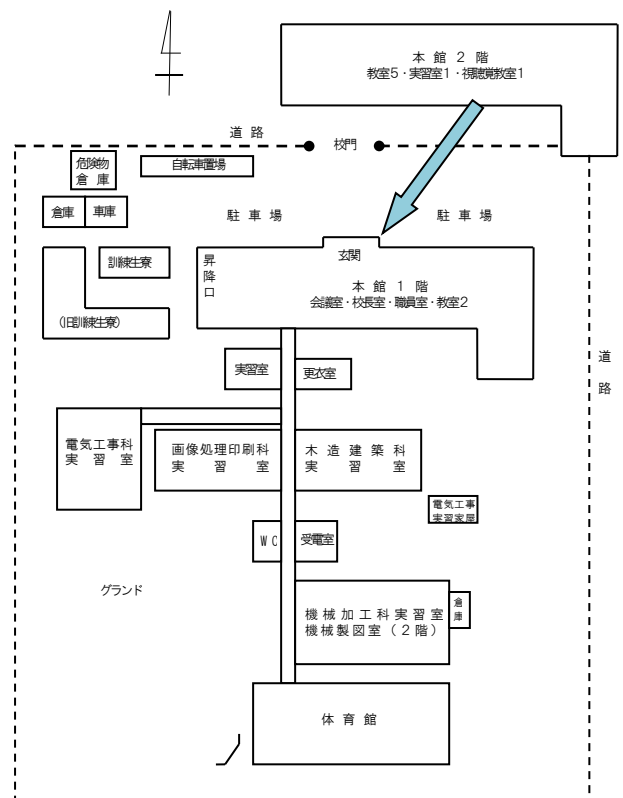 本館２階
教室5・実習室1・視聴覚教室1
道路
校門
危険物
倉庫
自転車置場
倉庫
車庫
駐車場
駐車場
訓練生寮
昇降口
玄関
本館１階
会議室・校長室・職員室・教室2
（旧訓練生寮）
道路
実習室
更衣室
電気工事科
実習室
画像処理印刷科
実習室
木造建築科
実習室
電気工事
実習家屋
ＷＣ
受電室
グランド
機械加工科実習室
機械製図室（２階）
倉庫
体育館